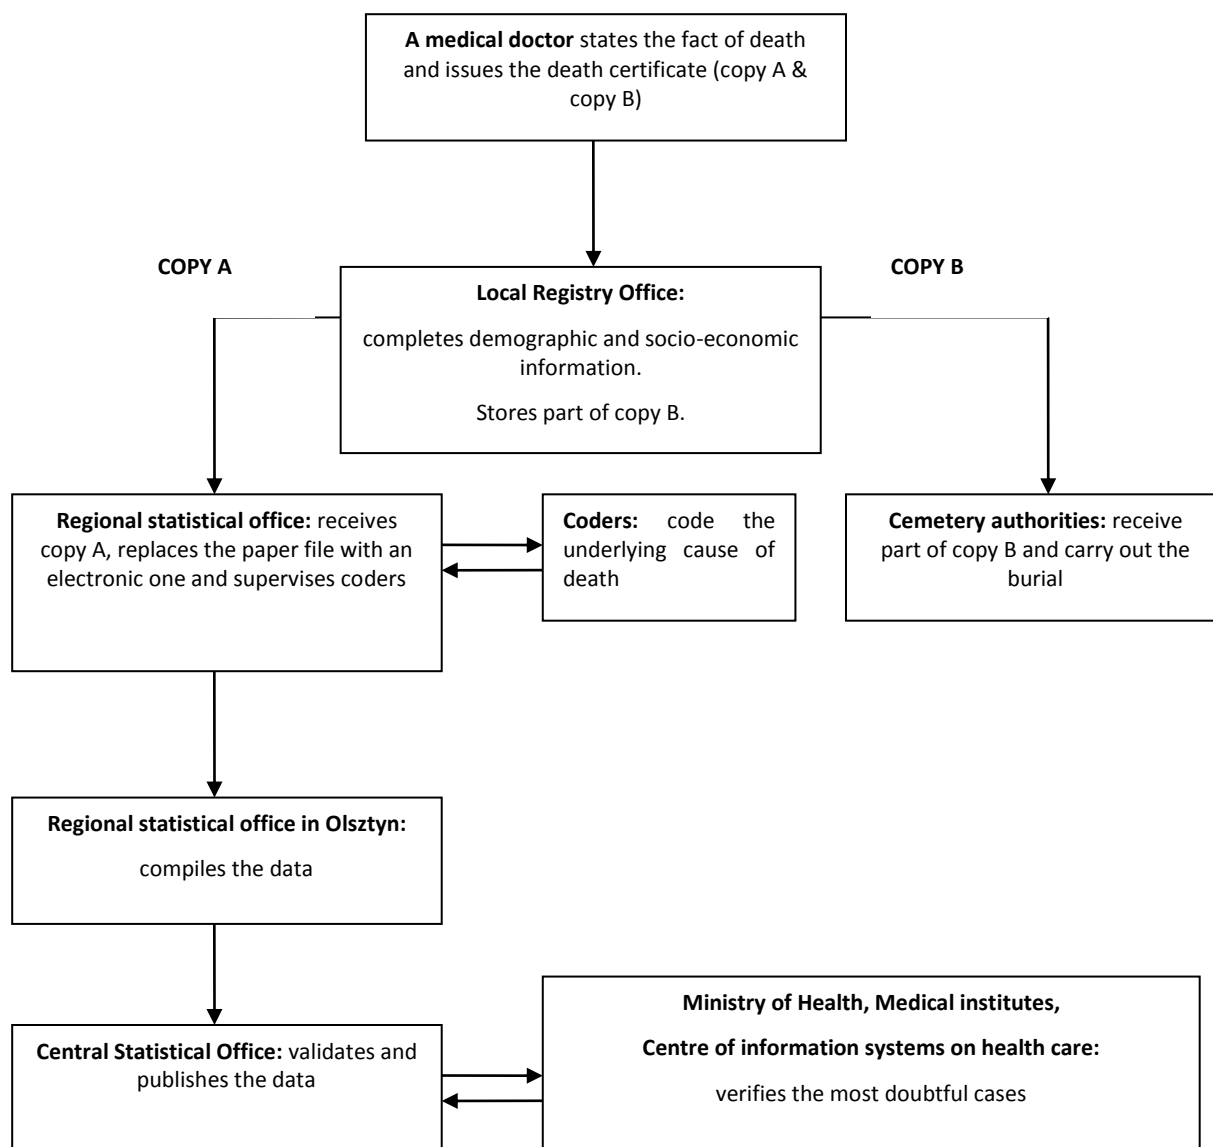 A medical doctor states the fact of death
and issues the death certificate (copy A &
copy B)
COPY A
COPY B
Local Registry Office:
completes demographic and socio-economic
information.
Stores part of copy B.
Regional statistical office: receives
copy A, replaces the paper file with an
electronic one and supervises coders
Coders: code the
underlying cause of
death
Cemetery authorities: receive
part of copy B and carry out the
burial
Regional statistical office in Olsztyn:
compiles the data
Central Statistical Office: validates and
publishes the data
Ministry of Health, Medical institutes,
Centre of information systems on health care:
verifies the most doubtful cases